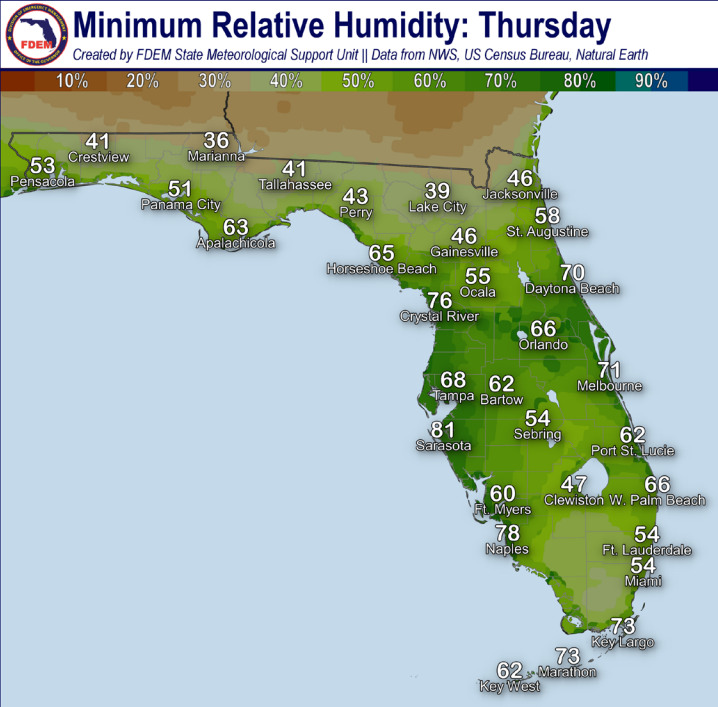 Minimum Relative Humidity: Thursday
Created by FDEM State Meteorological Support Unit || Data from NWS, US Census Bureau, Natural Earth
FDEM
10% 20% 30% 40% 50% 60% 70% 80% 90%
41
Crestview
36
Marianna
53
Pensacola
41
Tallahassee
51
Panama City
43
Perry
39
Lake City
46
Jacksonville
63
Apalachicola
58
St. Augustine
46
Gainesville
65
Horseshoe Beach
55
Ocala
70
Daytona Beach
76
Crystal River
66
Orlando
71
Melbourne
68
Tampa
62
Bartow
54
Sebring
81
Sarasota
62
Port St. Lucie
60
Ft. Myers
47
Clewiston
66
W. Palm Beach
78
Naples
54
Ft. Lauderdale
54
Miami
73
Key Largo
73
Marathon
62
Key West